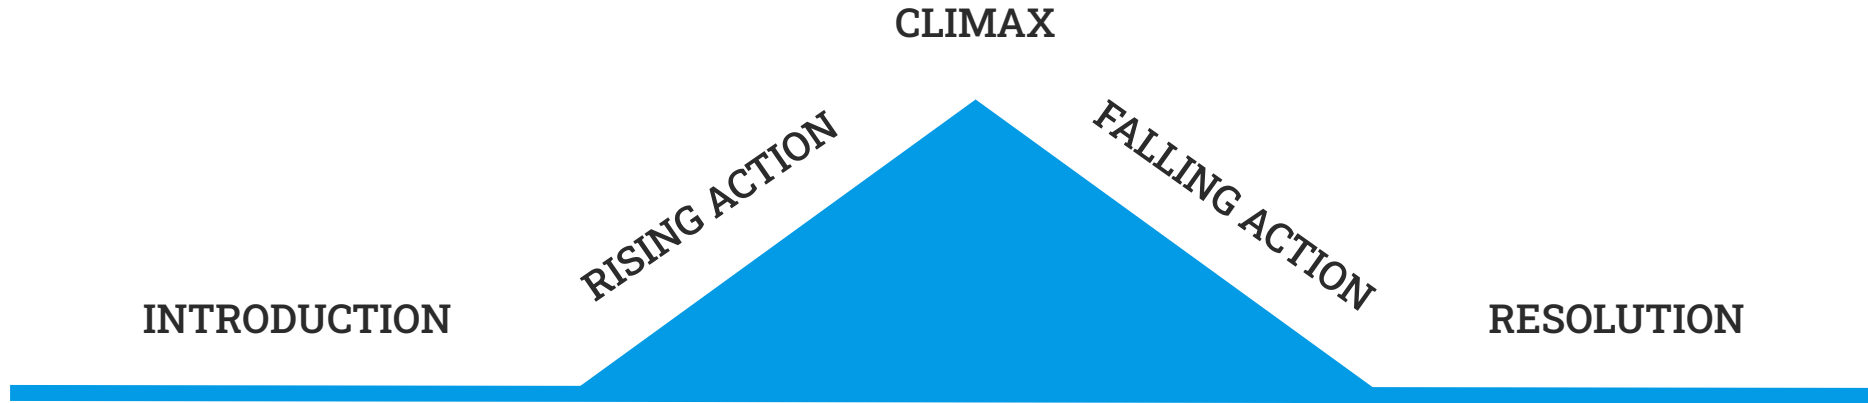 CLIMAX
RISING ACTION
FALLING ACTION
INTRODUCTION
RESOLUTION